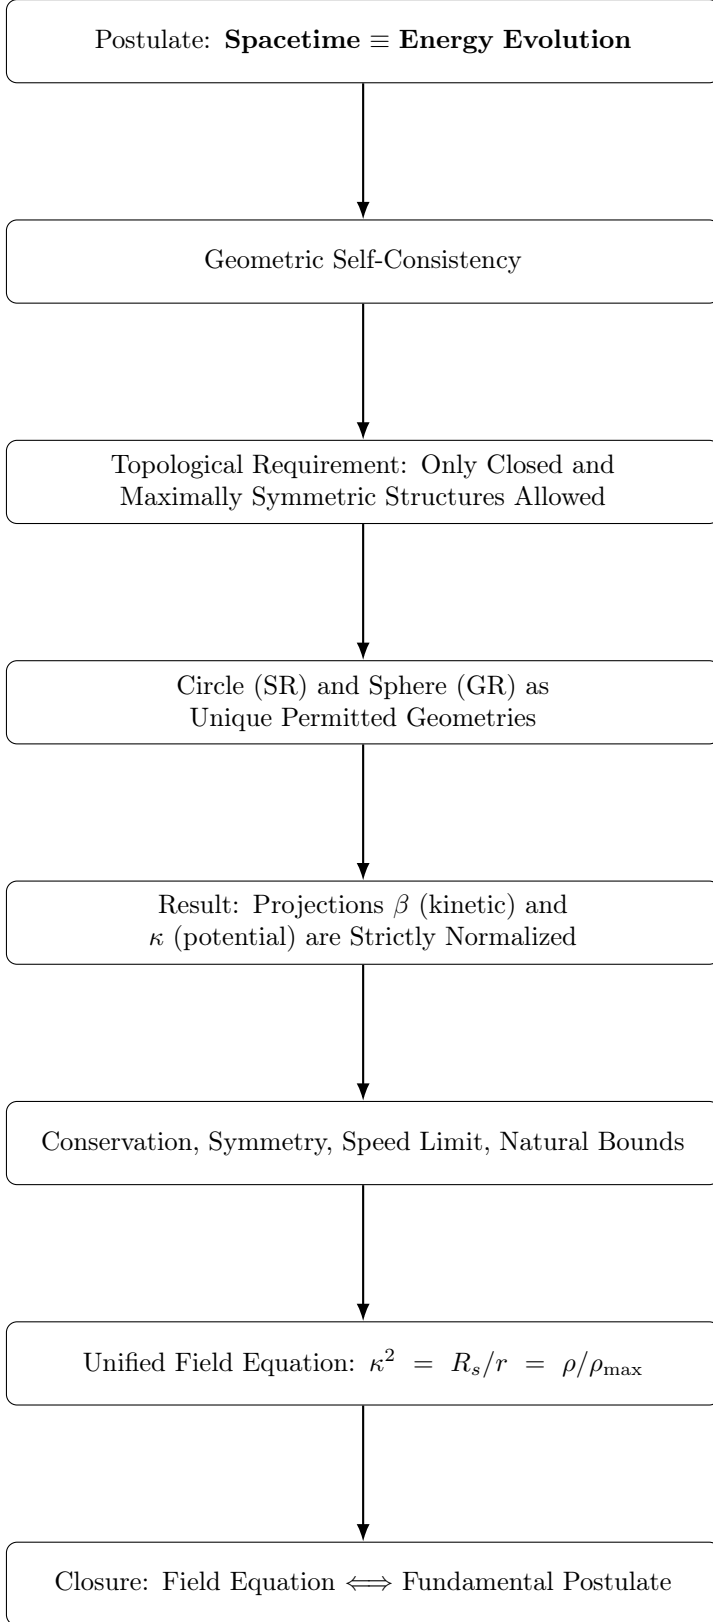 Postulate: Spacetime ≡ Energy Evolution
Geometric Self-Consistency
Topological Requirement: Only Closed and
Maximally Symmetric Structures Allowed
Circle (SR) and Sphere (GR) as
Unique Permitted Geometries
Result: Projections β (kinetic) and
κ (potential) are Strictly Normalized
Conservation, Symmetry, Speed Limit, Natural Bounds
Unified Field Equation: κ² = Rₛ/r = ρ/ρmax
Closure: Field Equation ⟺ Fundamental Postulate